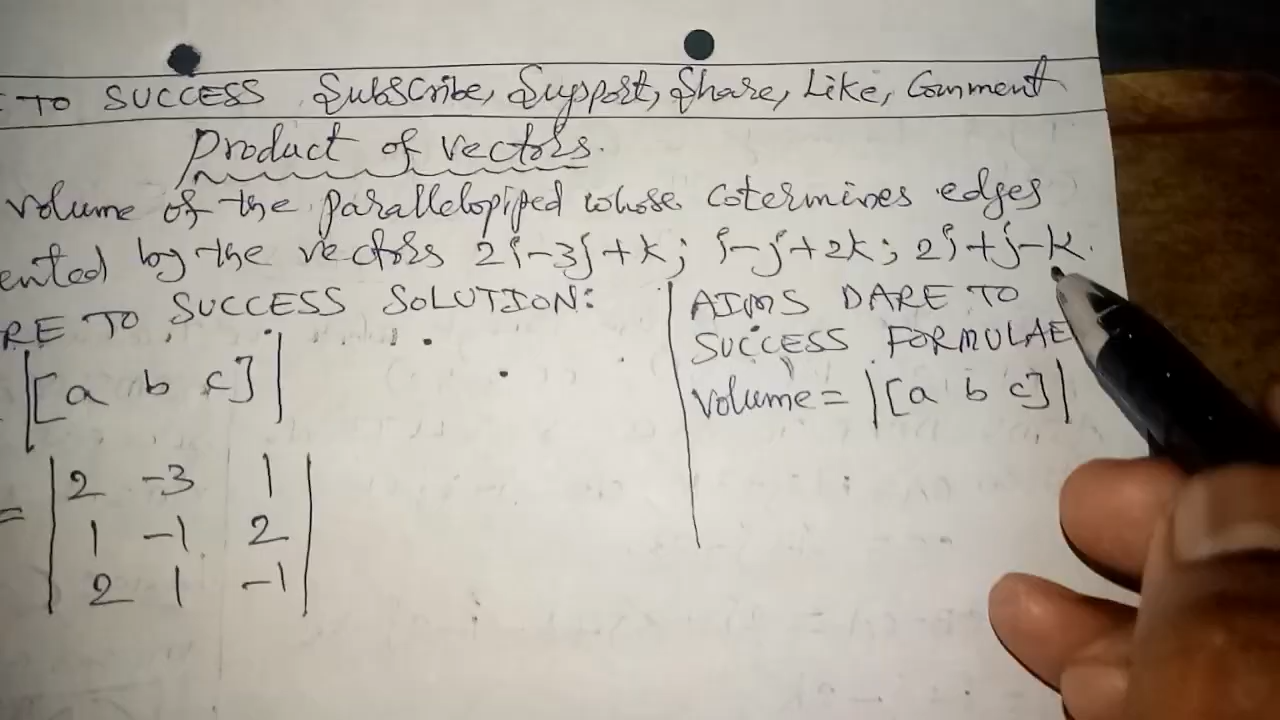 TO SUCCESS Subscribe, Support, Share, Like, Comment
Product of vectors.
volume of the parallelopiped whose cotermines edges
ented by the vectors 2i-3j+k; i-j+2k; 2i+j-k.
RE TO SUCCESS SOLUTION:
|[a b c]|
= | 2 -3 1 |
| 1 -1 2 |
| 2 1 -1 |
AIMS DARE TO
SUCCESS FORMULAE
volume = |[a b c]|